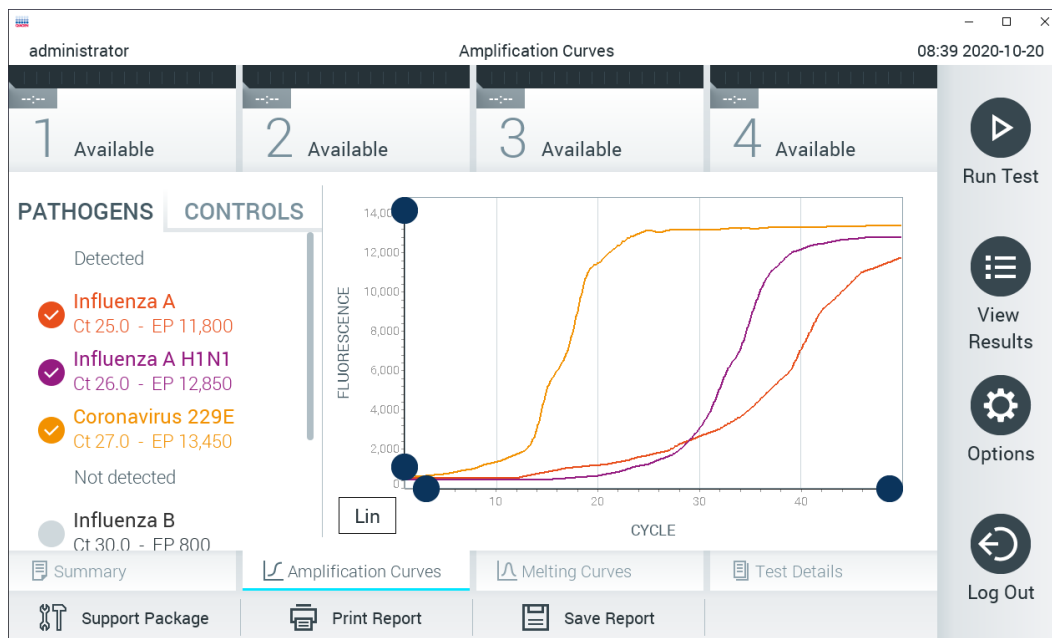 administrator
Amplification Curves
08:39 2020-10-20
--:--
1 Available
--:--
2 Available
--:--
3 Available
--:--
4 Available
Run Test
View
Results
Options
Log Out
PATHOGENS
CONTROLS
Detected
Influenza A
Ct 25.0 - EP 11,800
Influenza A H1N1
Ct 26.0 - EP 12,850
Coronavirus 229E
Ct 27.0 - EP 13,450
Not detected
Influenza B
Ct 30.0 - EP 800
FLUORESCENCE
14,00
12,000
10,000
8,000
6,000
4,000
2,000
0
10 20 30 40
CYCLE
Lin
Summary
Amplification Curves
Melting Curves
Test Details
Support Package
Print Report
Save Report